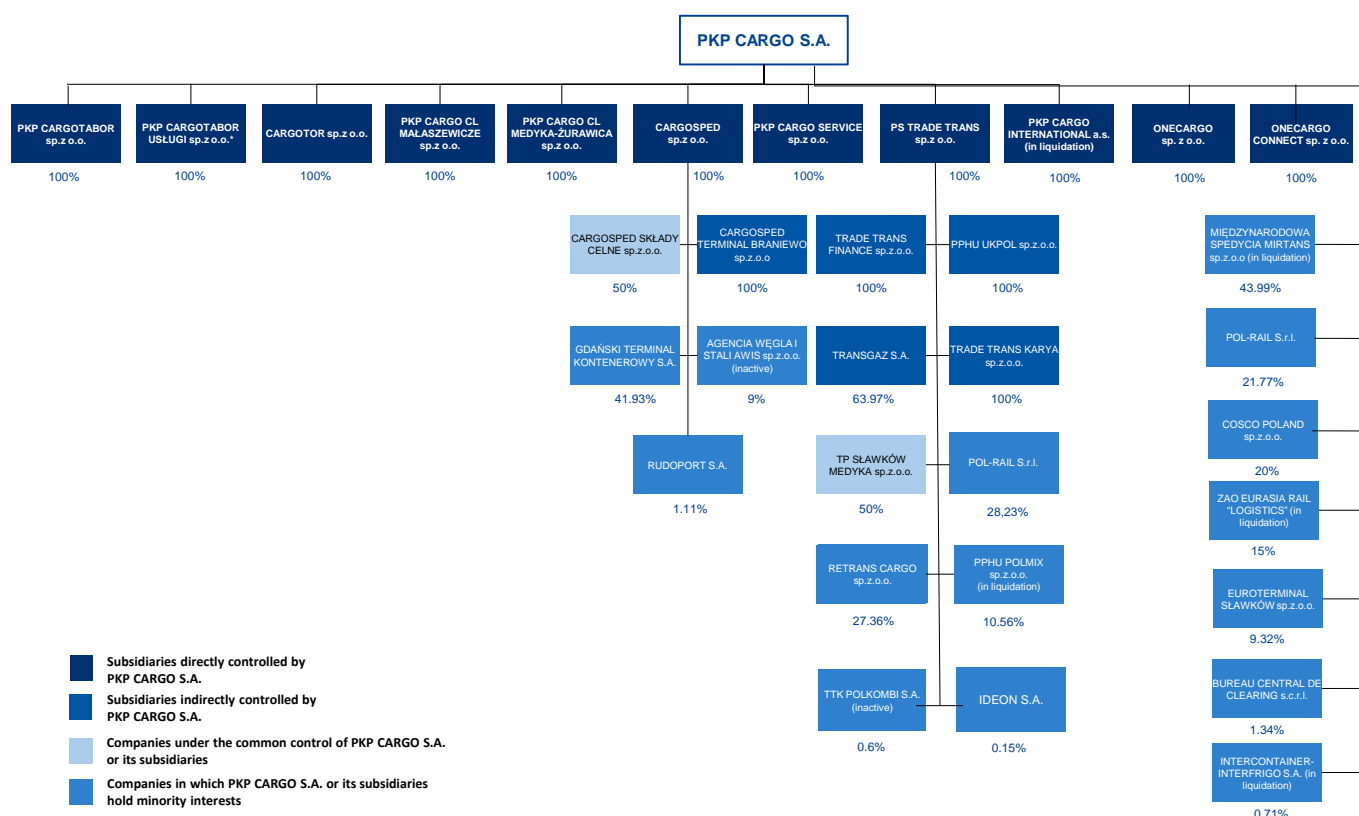 PKP CARGO S.A.
PKP CARGOTABOR
sp.z o.o.
100%
PKP CARGOTABOR
USŁUGI sp.z o.o.*
100%
CARGOTOR sp.z o.o.
100%
PKP CARGO CL
MAŁASZEWICZE
sp.z o.o.
100%
PKP CARGO CL
MEDYKA-ŻURAWICA
sp.z o.o.
100%
CARGOSPED
sp.z o.o.
100%
PKP CARGO SERVICE
sp.z o.o.
100%
PS TRADE TRANS
sp.z o.o.
100%
PKP CARGO
INTERNATIONAL a.s.
(in liquidation)
100%
ONECARGO
sp. z o.o.
100%
ONECARGO
CONNECT sp. z o.o.
100%
CARGOSPED SKŁADY
CELNE sp.z.o.o.
50%
CARGOSPED
TERMINAL BRANIEWO
sp.z.o.o
100%
TRADE TRANS
FINANCE sp.z.o.o.
100%
PPHU UKPOL sp.z.o.o.
100%
MIĘDZYNARODOWA
SPEDYCIA MIRTANS
sp.z.o.o (in liquidation)
43.99%
GDAŃSKI TERMINAL
KONTENEROWY S.A.
41.93%
AGENCIA WĘGLA I
STALI AWIS sp.z.o.o.
(inactive)
9%
TRANSGAZ S.A.
63.97%
TRADE TRANS KARYA
sp.z.o.o.
100%
POL-RAIL S.r.l.
21.77%
RUDOPORT S.A.
1.11%
TP SŁAWKÓW
MEDYKA sp.z.o.o.
50%
POL-RAIL S.r.l.
28,23%
COSCO POLAND
sp.z.o.o.
20%
ZAO EURASIA RAIL
“LOGISTICS” (in
liquidation)
15%
RETRANS CARGO
sp.z.o.o.
27.36%
PPHU POLMIX
sp.z.o.o.
(in liquidation)
10.56%
EUROTERMINAL
SŁAWKÓW sp.z.o.o.
9.32%
TTK POLKOMBI S.A.
(inactive)
0.6%
IDEON S.A.
0.15%
BUREAU CENTRAL DE
CLEARING s.c.r.l.
1.34%
INTERCONTAINER-
INTERFRIGO S.A. (in
liquidation)
0.71%
Subsidiaries directly controlled by
PKP CARGO S.A.
Subsidiaries indirectly controlled by
PKP CARGO S.A.
Companies under the common control of PKP CARGO S.A.
or its subsidiaries
Companies in which PKP CARGO S.A. or its subsidiaries
hold minority interests